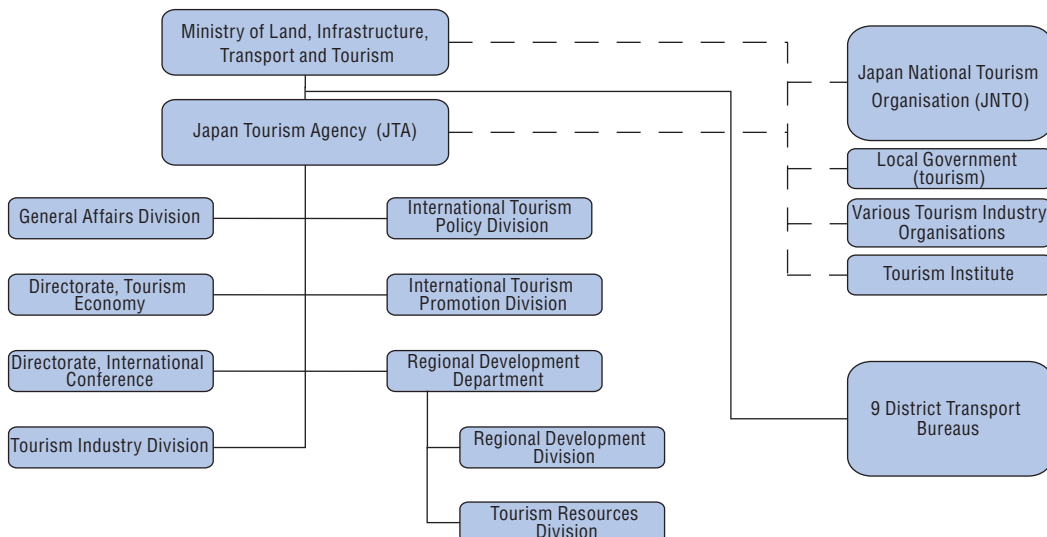 Ministry of Land, Infrastructure,
Transport and Tourism
Japan National Tourism
Organisation (JNTO)
Japan Tourism Agency (JTA)
Local Government
(tourism)
General Affairs Division
International Tourism
Policy Division
Various Tourism Industry
Organisations
Tourism Institute
Directorate, Tourism
Economy
International Tourism
Promotion Division
Directorate, International
Conference
Regional Development
Department
9 District Transport
Bureaus
Tourism Industry Division
Regional Development
Division
Tourism Resources
Division